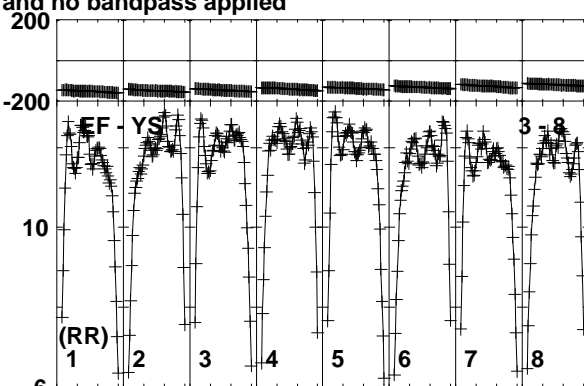 and no bandpass applied
200
-200
EF - YS
3 - 8
10
(RR)
1 2 3 4 5 6 7 8
6